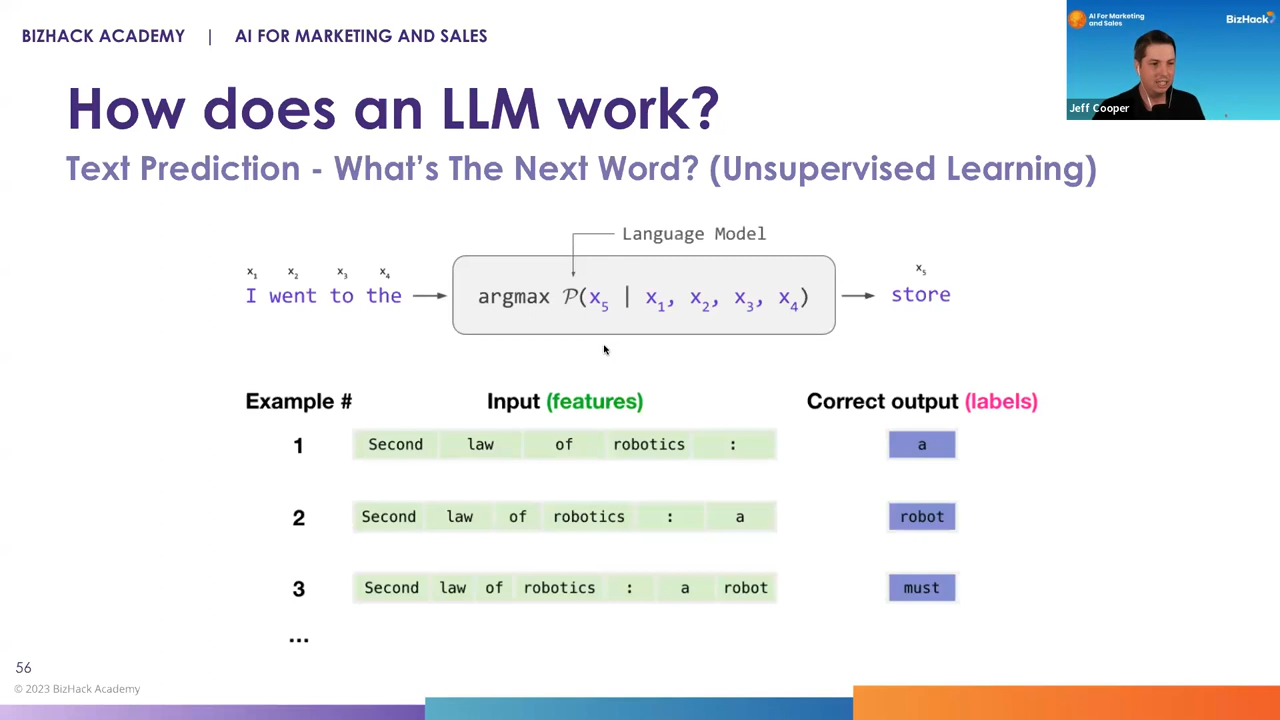 BIZHACK ACADEMY | AI FOR MARKETING AND SALES
AI For Marketing
and Sales
BizHack
Jeff Cooper
How does an LLM work?
Text Prediction - What's The Next Word? (Unsupervised Learning)
Language Model
x₁ x₂ x₃ x₄
I went to the
argmax 𝒫(x₅ | x₁, x₂, x₃, x₄)
x₅
store
Example # Input (features) Correct output (labels)
1 Second law of robotics : a
2 Second law of robotics : a robot
3 Second law of robotics : a robot must
...
56
© 2023 BizHack Academy